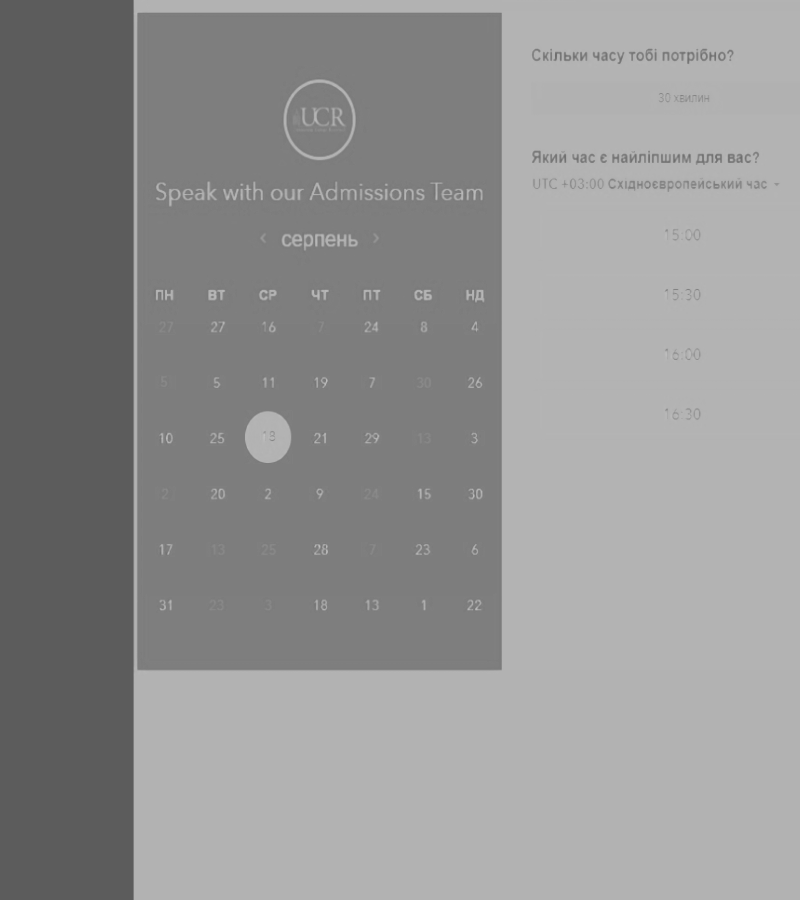 UCR
Speak with our Admissions Team
‹ серпень ›
ПН ВТ СР ЧТ ПТ СБ НД
27 27 16 7 24 8 4
5 5 11 19 7 30 26
10 25 18 21 29 13 3
2 20 2 9 24 15 30
17 13 25 28 17 23 6
31 23 3 18 13 1 22
Скільки часу тобі потрібно?
30 хвилин
Який час є найліпшим для вас?
UTC +03:00 Східноєвропейський час
15:00
15:30
16:00
16:30